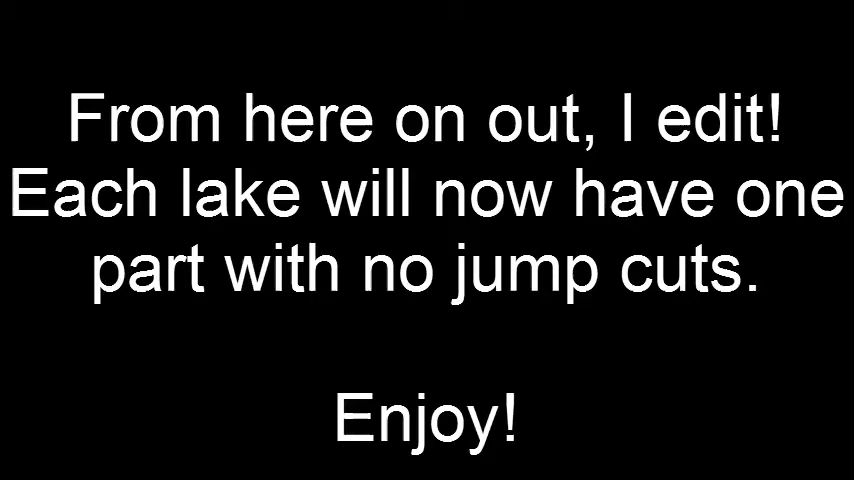 From here on out, I edit!
Each lake will now have one
part with no jump cuts.
Enjoy!